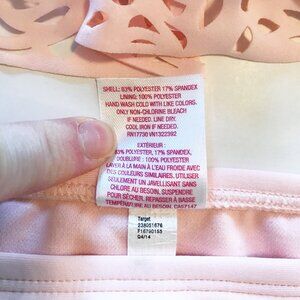 SHELL: 83% POLYESTER 17% SPANDEX
LINING: 100% POLYESTER
HAND WASH COLD WITH LIKE COLORS.
ONLY NON-CHLORINE BLEACH
IF NEEDED. LINE DRY.
COOL IRON IF NEEDED.
RN17730 VN1322392
EXTÉRIEUR:
83% POLYESTER 17% SPANDEX,
DOUBLURE: 100% POLYESTER
LAVER À LA MAIN À L'EAU FROIDE AVEC
DES COULEURS SIMILAIRES. UTILISER
SEULEMENT UN JAVELLISANT SANS
CHLORE AU BESOIN, SUSPENDRE
POUR SÉCHER. REPASSER À BASSE
TEMPÉRATURE AU BESOIN. CA57147
Target
238051676
F16790155
Q4/14